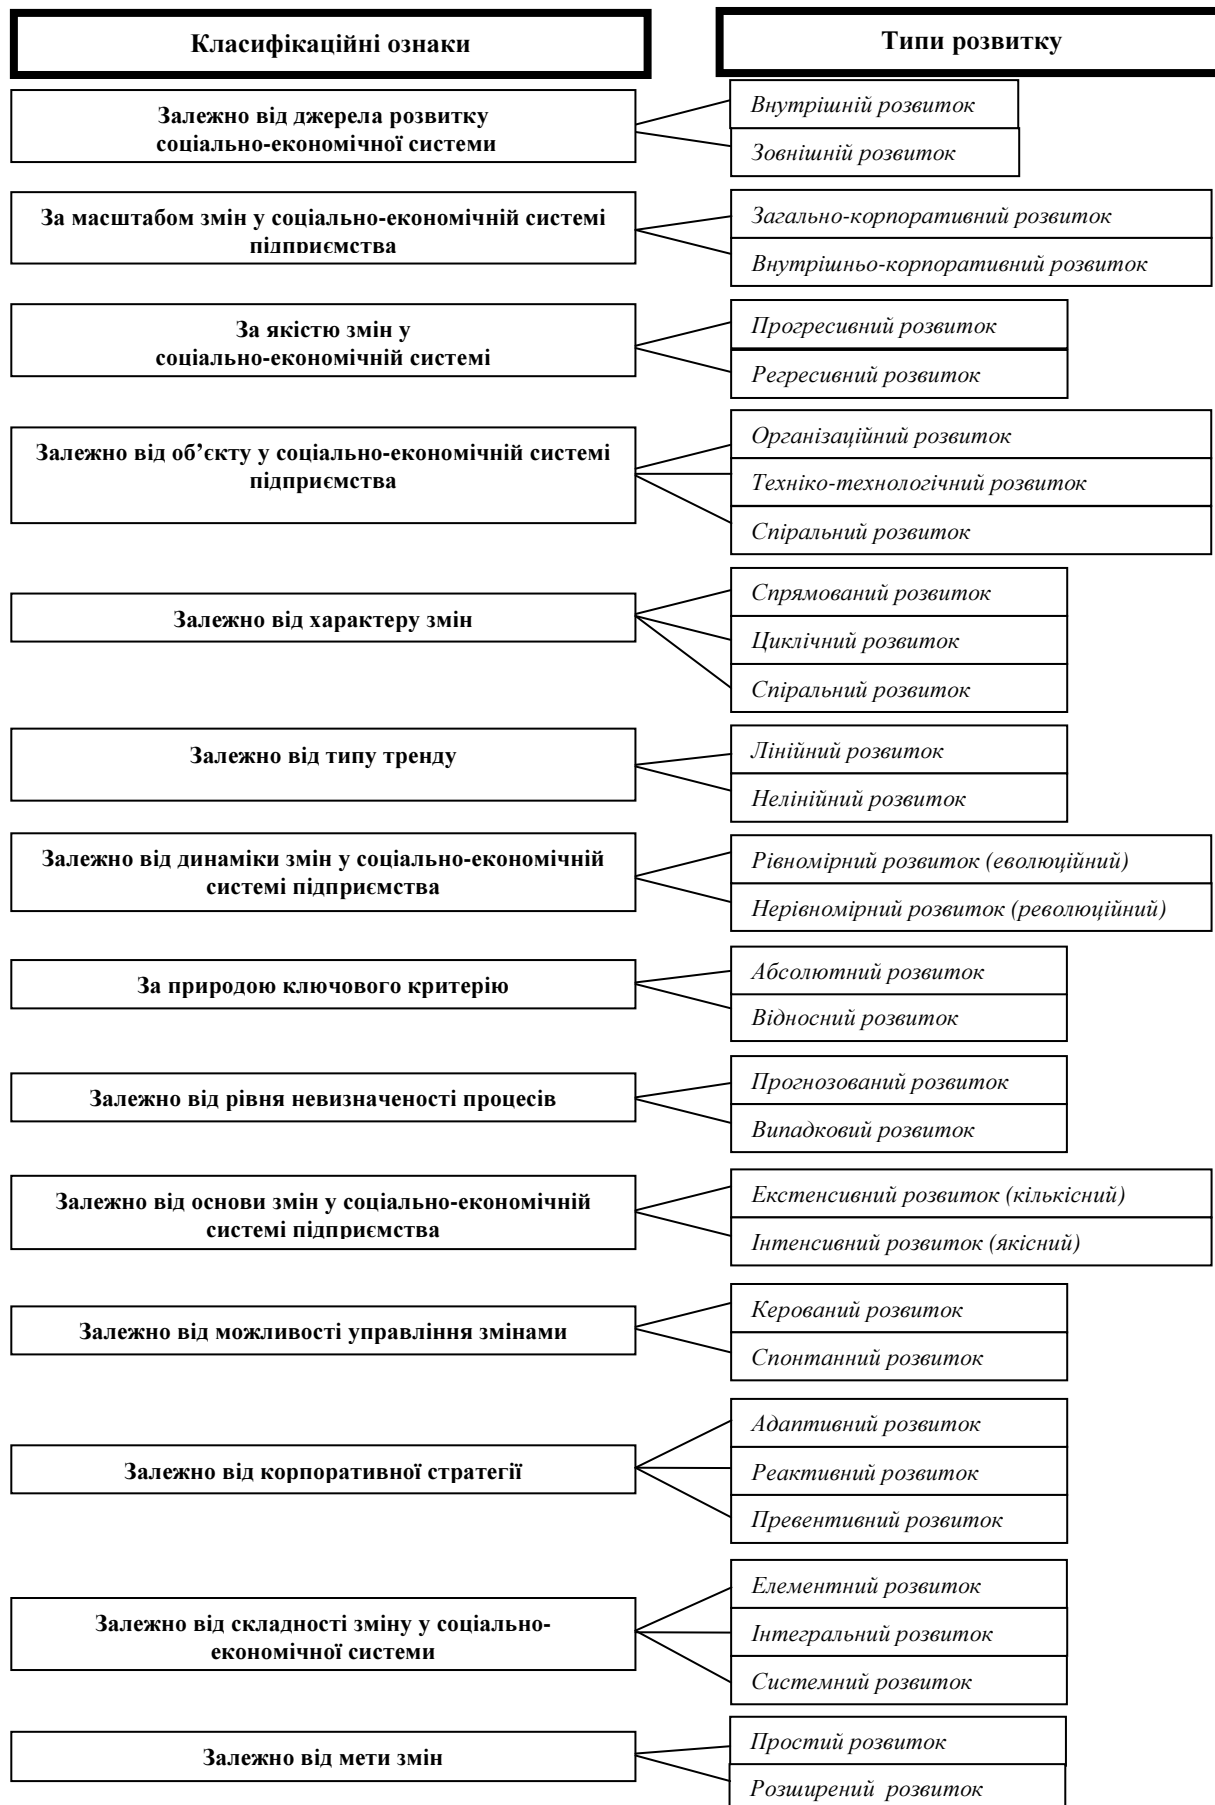 Класифікаційні ознаки
Типи розвитку
Залежно від джерела розвитку
соціально-економічної системи
Внутрішній розвиток
Зовнішній розвиток
За масштабом змін у соціально-економічній системі
підприємства
Загально-корпоративний розвиток
Внутрішньо-корпоративний розвиток
За якістю змін у
соціально-економічній системі
Прогресивний розвиток
Регресивний розвиток
Залежно від об’єкту у соціально-економічній системі
підприємства
Організаційний розвиток
Техніко-технологічний розвиток
Спіральний розвиток
Залежно від характеру змін
Спрямований розвиток
Циклічний розвиток
Спіральний розвиток
Залежно від типу тренду
Лінійний розвиток
Нелінійний розвиток
Залежно від динаміки змін у соціально-економічній
системі підприємства
Рівномірний розвиток (еволюційний)
Нерівномірний розвиток (революційний)
За природою ключового критерію
Абсолютний розвиток
Відносний розвиток
Залежно від рівня невизначеності процесів
Прогнозований розвиток
Випадковий розвиток
Залежно від основи змін у соціально-економічній
системі підприємства
Екстенсивний розвиток (кількісний)
Інтенсивний розвиток (якісний)
Залежно від можливості управління змінами
Керований розвиток
Спонтанний розвиток
Залежно від корпоративної стратегії
Адаптивний розвиток
Реактивний розвиток
Превентивний розвиток
Залежно від складності зміну у соціально-
економічної системи
Елементний розвиток
Інтегральний розвиток
Системний розвиток
Залежно від мети змін
Простий розвиток
Розширений розвиток